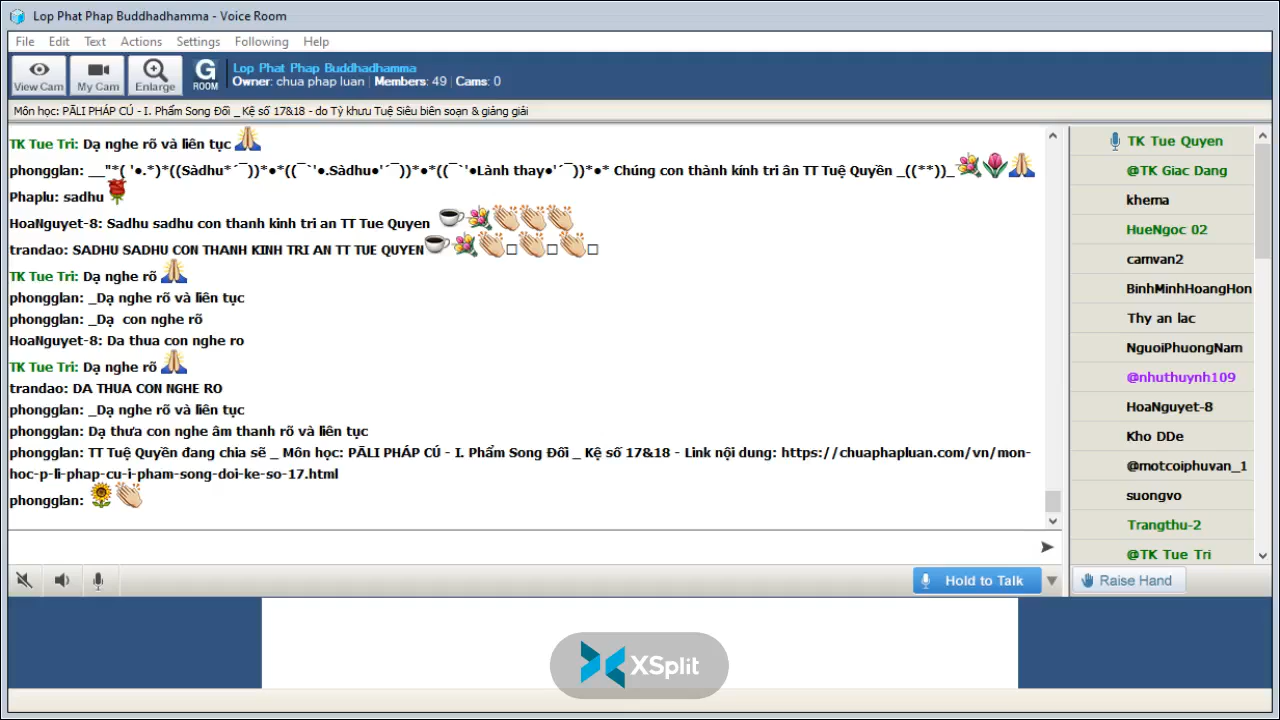 Lop Phat Phap Buddhadhamma - Voice Room
File Edit Text Actions Settings Following Help
View Cam My Cam Enlarge G ROOM
Lop Phat Phap Buddhadhamma
Owner: chua phap luan | Members: 49 | Cams: 0
Môn học: PĀLI PHÁP CÚ - I. Phẩm Song Đối _ Kệ số 17&18 - do Tỳ khưu Tuệ Siêu biên soạn & giảng giải
TK Tue Tri: Dạ nghe rõ và liên tục
phongglan: __"*( '●.*)*((Sàdhu*´¯))*●*((¯`'●.Sàdhu●'´¯))*●*((¯`'●Lành thay●'´¯))*●* Chúng con thành kính tri ân TT Tuệ Quyền _((**))_
Phaplu: sadhu
HoaNguyet-8: Sadhu sadhu con thanh kinh tri an TT Tue Quyen
trandao: SADHU SADHU CON THANH KINH TRI AN TT TUE QUYEN
TK Tue Tri: Dạ nghe rõ
phongglan: _Dạ nghe rõ và liên tục
phongglan: _Dạ  con nghe rõ
HoaNguyet-8: Da thua con nghe ro
TK Tue Tri: Dạ nghe rõ
trandao: DA THUA CON NGHE RO
phongglan: _Dạ nghe rõ và liên tục
phongglan: Dạ thưa con nghe âm thanh rõ và liên tục
phongglan: TT Tuệ Quyền đang chia sẽ _ Môn học: PĀLI PHÁP CÚ - I. Phẩm Song Đối _ Kệ số 17&18 - Link nội dung: https://chuaphapluan.com/vn/mon-
hoc-p-li-phap-cu-i-pham-song-doi-ke-so-17.html
phongglan:
TK Tue Quyen
@TK Giac Dang
khema
HueNgoc 02
camvan2
BinhMinhHoangHon
Thy an lac
NguoiPhuongNam
@nhuthuynh109
HoaNguyet-8
Kho DDe
@motcoiphuvan_1
suongvo
Trangthu-2
@TK Tue Tri
Hold to Talk
Raise Hand
XSplit